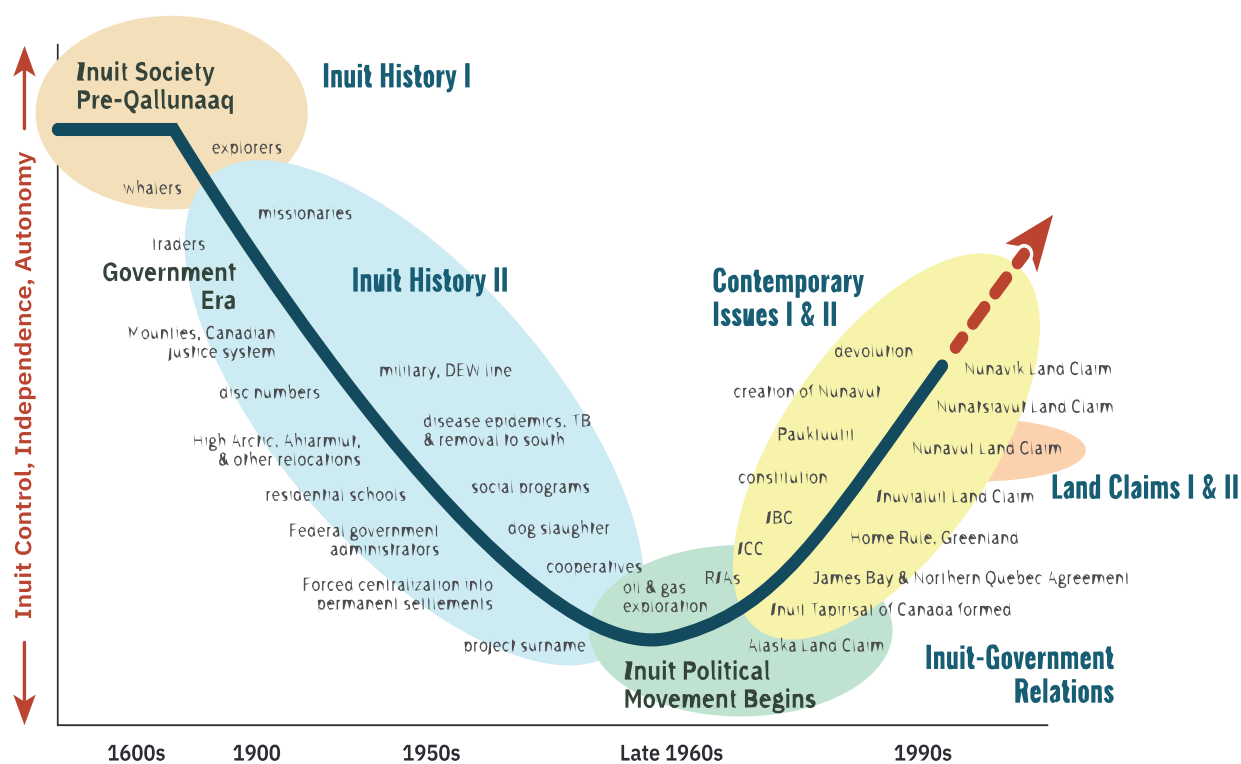 Inuit Control, Independence, Autonomy
Inuit Society
Pre-Qallunaaq
Inuit History I
explorers
whalers
missionaries
traders
Government
Era
Inuit History II
Mounties, Canadian
justice system
military, DEW line
disc numbers
disease epidemics, TB
& removal to south
High Arctic, Ahiarmiut,
& other relocations
social programs
residential schools
dog slaughter
Federal government
administrators
cooperatives
Forced centralization into
permanent settlements
project surname
oil & gas
exploration
RIAs
Inuit Political
Movement Begins
Contemporary
Issues I & II
devolution
creation of Nunavut
Pauktuutit
constitution
IBC
ICC
Nunavik Land Claim
Nunatsiavut Land Claim
Nunavut Land Claim
Land Claims I & II
Inuvialuit Land Claim
Home Rule, Greenland
James Bay & Northern Quebec Agreement
Inuit Tapirisat of Canada formed
Alaska Land Claim
Inuit-Government
Relations
1600s
1900
1950s
Late 1960s
1990s